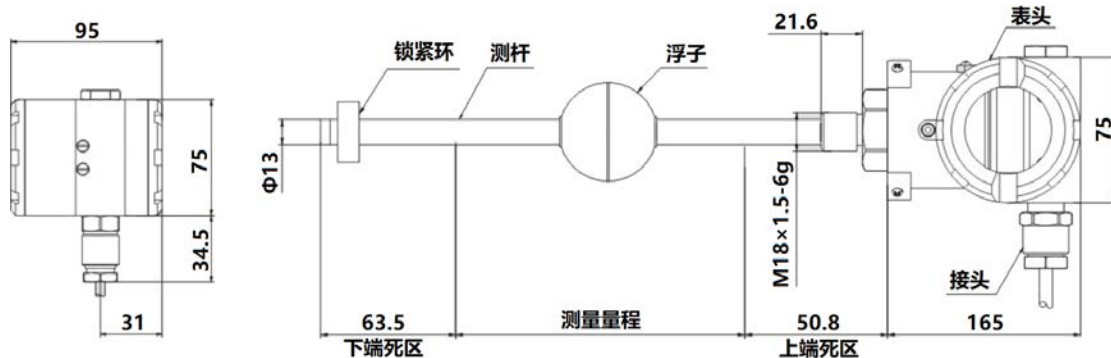 95
75
34.5
31
锁紧环
测杆
浮子
21.6
表头
Φ13
M18×1.5-6g
75
接头
63.5
测量量程
50.8
165
下端死区
上端死区